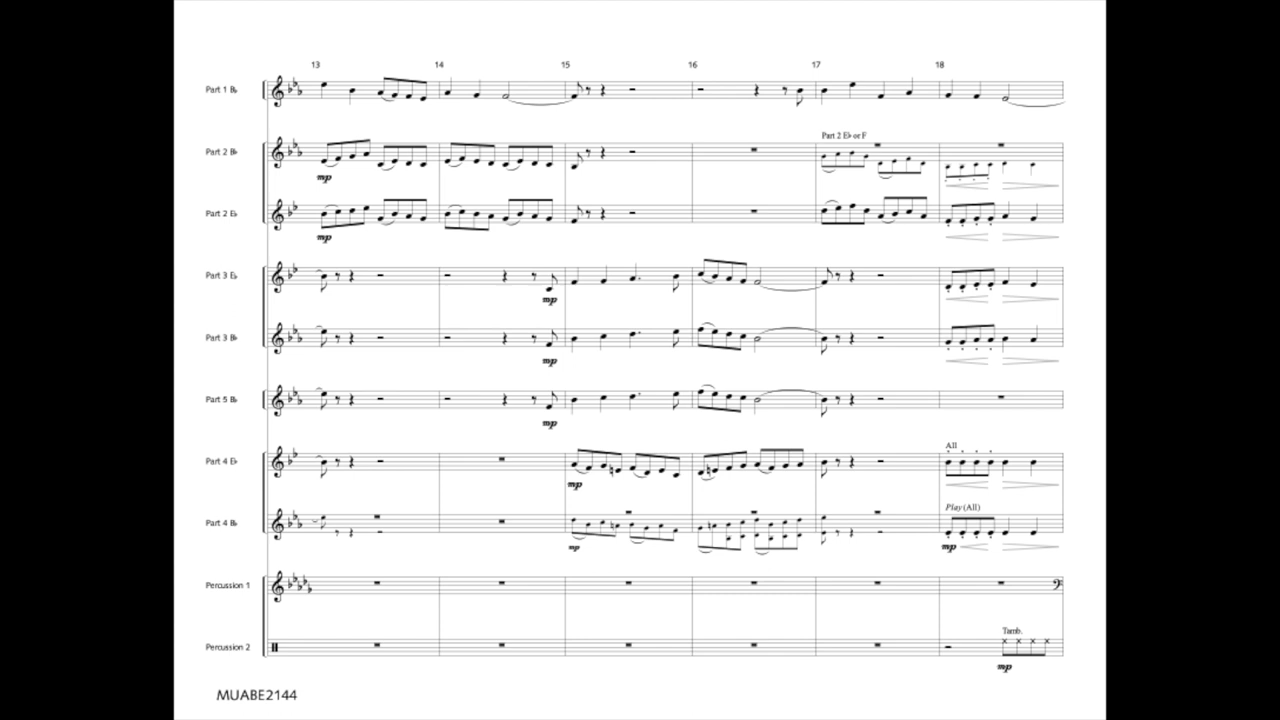 13 14 15 16 17 18
Part 1 B♭
Part 2 E♭ or F
Part 2 B♭
mp
Part 2 E♭
mp
Part 3 E♭
mp
Part 3 B♭
mp
Part 5 B♭
mp
All
Part 4 E♭
mp
Play (All)
Part 4 B♭
mp mp
Percussion 1
Tamb.
Percussion 2
mp
MUABE2144